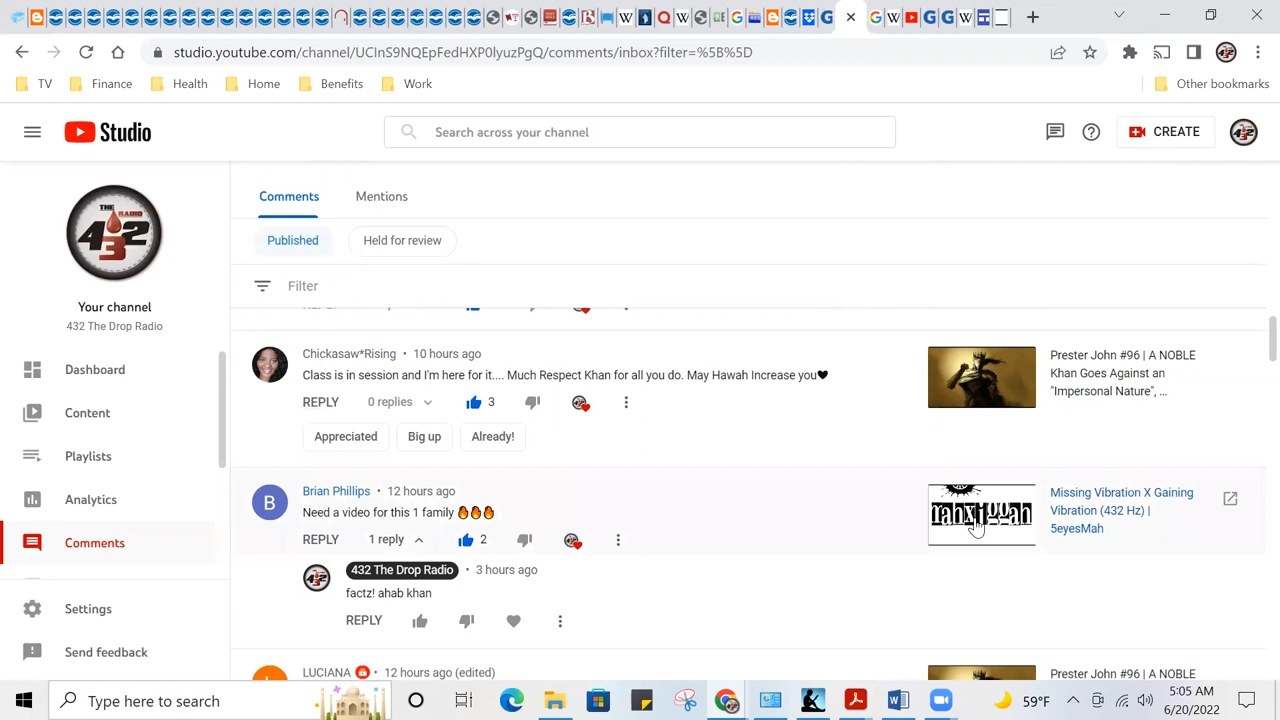 studio.youtube.com/channel/UCInS9NQEpFedHXP0lyuzPgQ/comments/inbox?filter=%5B%5D
TV Finance Health Home Benefits Work Other bookmarks
Studio
Search across your channel
CREATE
THE RADIO
432
Your channel
432 The Drop Radio
Dashboard
Content
Playlists
Analytics
Comments
Settings
Send feedback
Comments Mentions
Published Held for review
Filter
Chickasaw*Rising • 10 hours ago
Class is in session and I'm here for it.... Much Respect Khan for all you do. May Hawah Increase you🖤
REPLY 0 replies 3
Appreciated Big up Already!
Prester John #96 | A NOBLE
Khan Goes Against an
"Impersonal Nature", ...
B
Brian Phillips • 12 hours ago
Need a video for this 1 family 🔥🔥🔥
REPLY 1 reply 2
Missing Vibration X Gaining
Vibration (432 Hz) |
5eyesMah
432 The Drop Radio • 3 hours ago
factz! ahab khan
REPLY
LUCIANA • 12 hours ago (edited)
Prester John #96 | A NOBLE
Type here to search
59°F
5:05 AM
6/20/2022